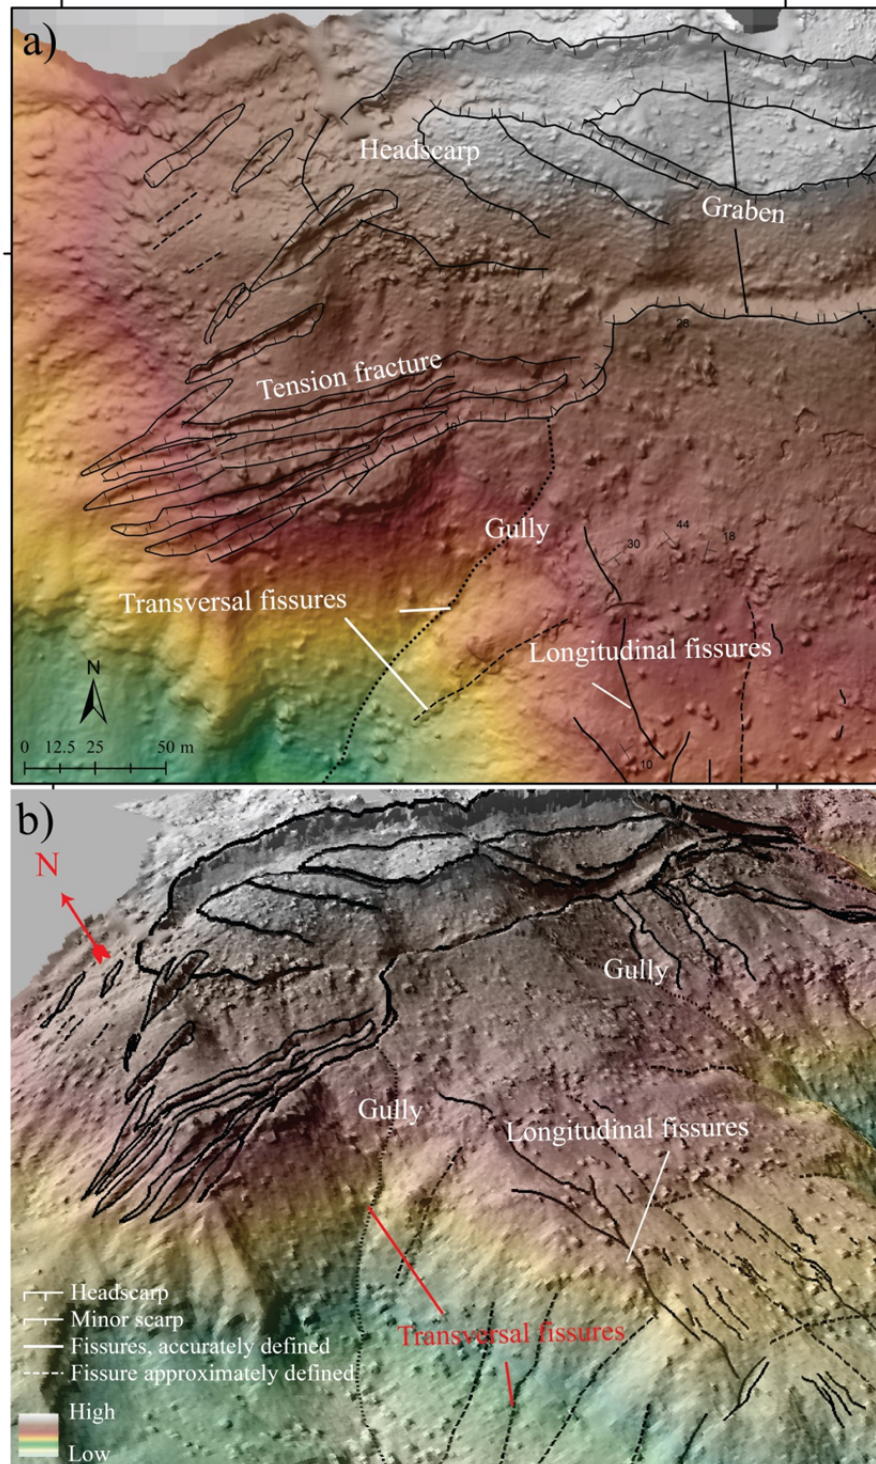 a)
Headscarp
Graben
28
Tension fracture
Gully
30
44
18
Transversal fissures
Longitudinal fissures
N
0 12.5 25 50 m
10
b)
N
Gully
Gully
Longitudinal fissures
Headscarp
Minor scarp
Fissures, accurately defined
Transversal fissures
Fissure approximately defined
High
Low